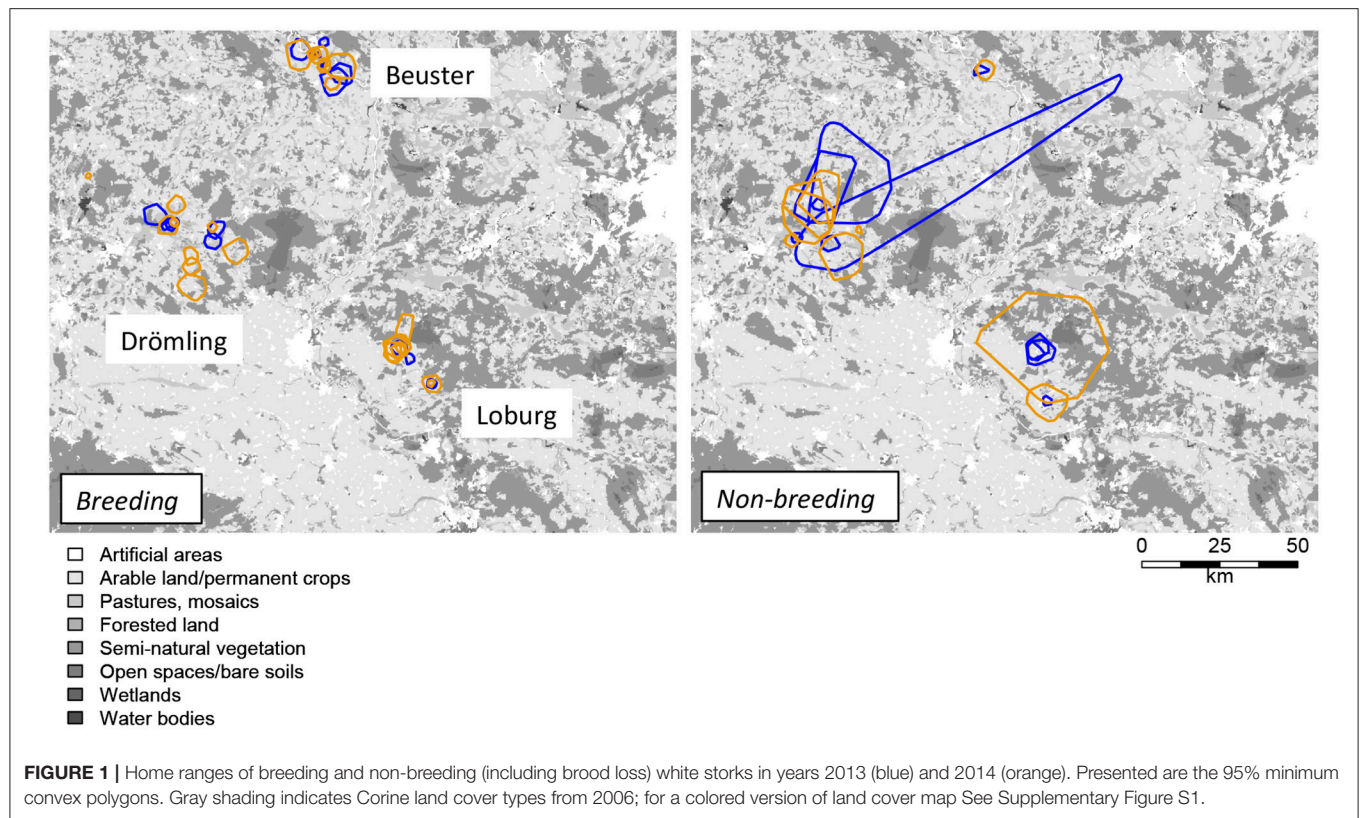 Beuster
Drömling
Loburg
Breeding
Non-breeding
Artificial areas
Arable land/permanent crops
Pastures, mosaics
Forested land
Semi-natural vegetation
Open spaces/bare soils
Wetlands
Water bodies
0 25 50
km
FIGURE 1 | Home ranges of breeding and non-breeding (including brood loss) white storks in years 2013 (blue) and 2014 (orange). Presented are the 95% minimum
convex polygons. Gray shading indicates Corine land cover types from 2006; for a colored version of land cover map See Supplementary Figure S1.